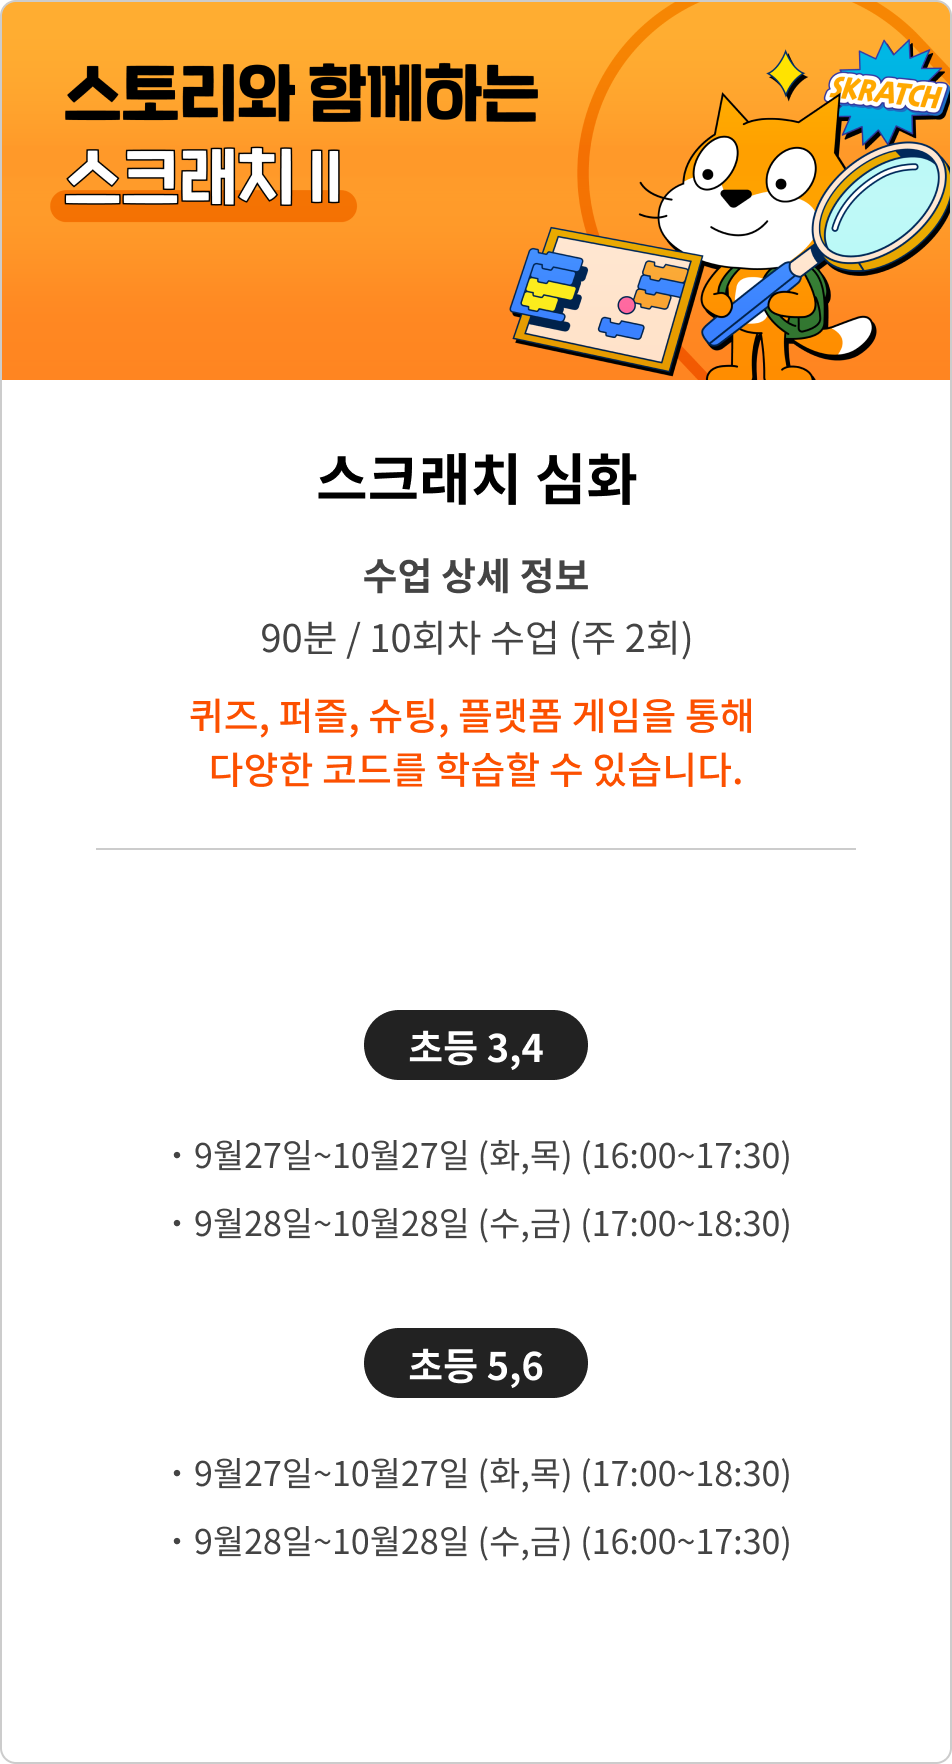 스토리와 함께하는
스크래치 II
SKRATCH
스크래치 심화
수업 상세 정보
90분 / 10회차 수업 (주 2회)
퀴즈, 퍼즐, 슈팅, 플랫폼 게임을 통해
다양한 코드를 학습할 수 있습니다.
초등 3,4
· 9월27일~10월27일 (화,목) (16:00~17:30)
· 9월28일~10월28일 (수,금) (17:00~18:30)
초등 5,6
· 9월27일~10월27일 (화,목) (17:00~18:30)
· 9월28일~10월28일 (수,금) (16:00~17:30)